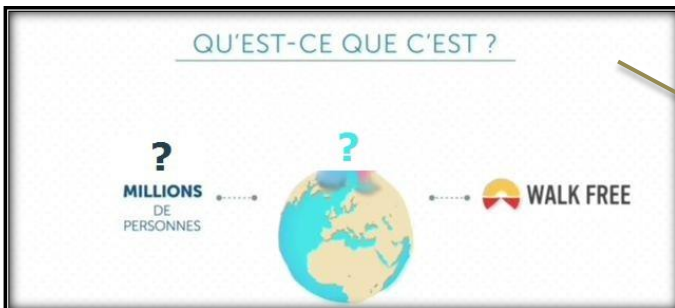 QU'EST-CE QUE C'EST ?
?
?
MILLIONS
DE
PERSONNES
WALK FREE